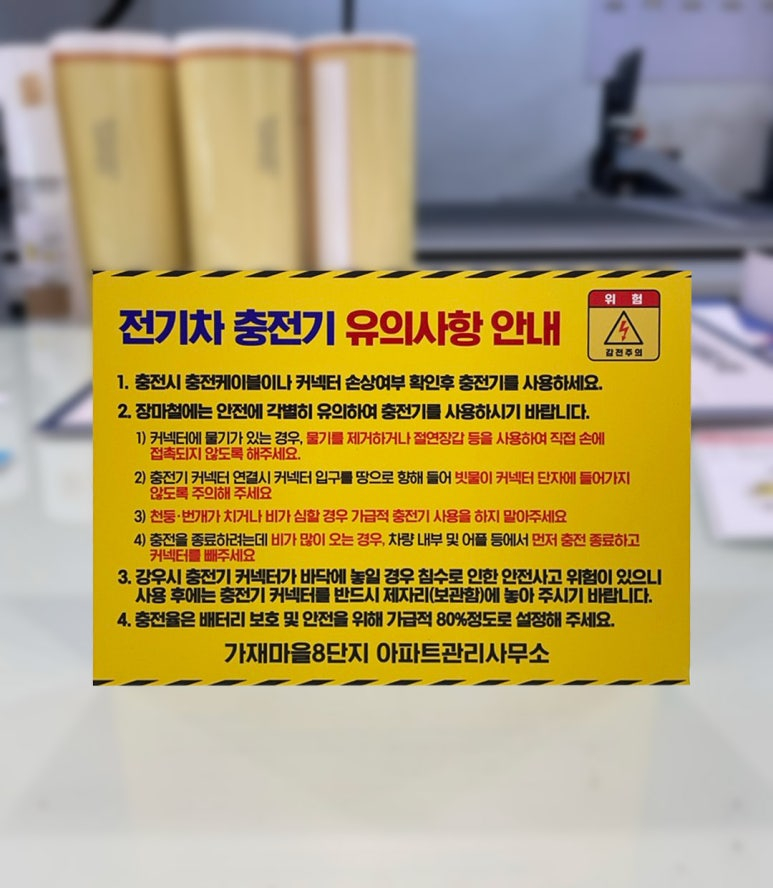 전기차 충전기 유의사항 안내
위 험
감전주의
1. 충전시 충전케이블이나 커넥터 손상여부 확인후 충전기를 사용하세요.
2. 장마철에는 안전에 각별히 유의하여 충전기를 사용하시기 바랍니다.
1) 커넥터에 물기가 있는 경우, 물기를 제거하거나 절연장갑 등을 사용하여 직접 손에
접촉되지 않도록 해주세요.
2) 충전기 커넥터 연결시 커넥터 입구를 땅으로 향해 들어 빗물이 커넥터 단자에 들어가지
않도록 주의해 주세요
3) 천둥·번개가 치거나 비가 심할 경우 가급적 충전기 사용을 하지 말아주세요
4) 충전을 종료하려는데 비가 많이 오는 경우, 차량 내부 및 어플 등에서 먼저 충전 종료하고
커넥터를 빼주세요
3. 강우시 충전기 커넥터가 바닥에 놓일 경우 침수로 인한 안전사고 위험이 있으니
사용 후에는 충전기 커넥터를 반드시 제자리(보관함)에 놓아 주시기 바랍니다.
4. 충전율은 배터리 보호 및 안전을 위해 가급적 80%정도로 설정해 주세요.
가재마을8단지 아파트관리사무소